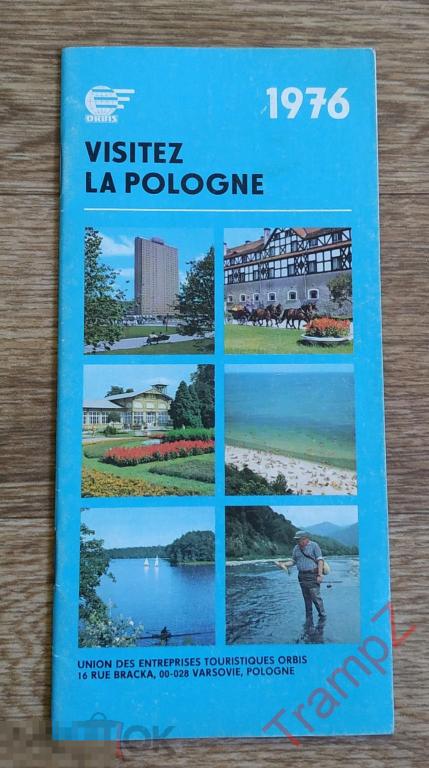 ORBIS
1976
VISITEZ
LA POLOGNE
UNION DES ENTREPRISES TOURISTIQUES ORBIS
16 RUE BRACKA, 00-028 VARSOVIE, POLOGNE
TrampZ